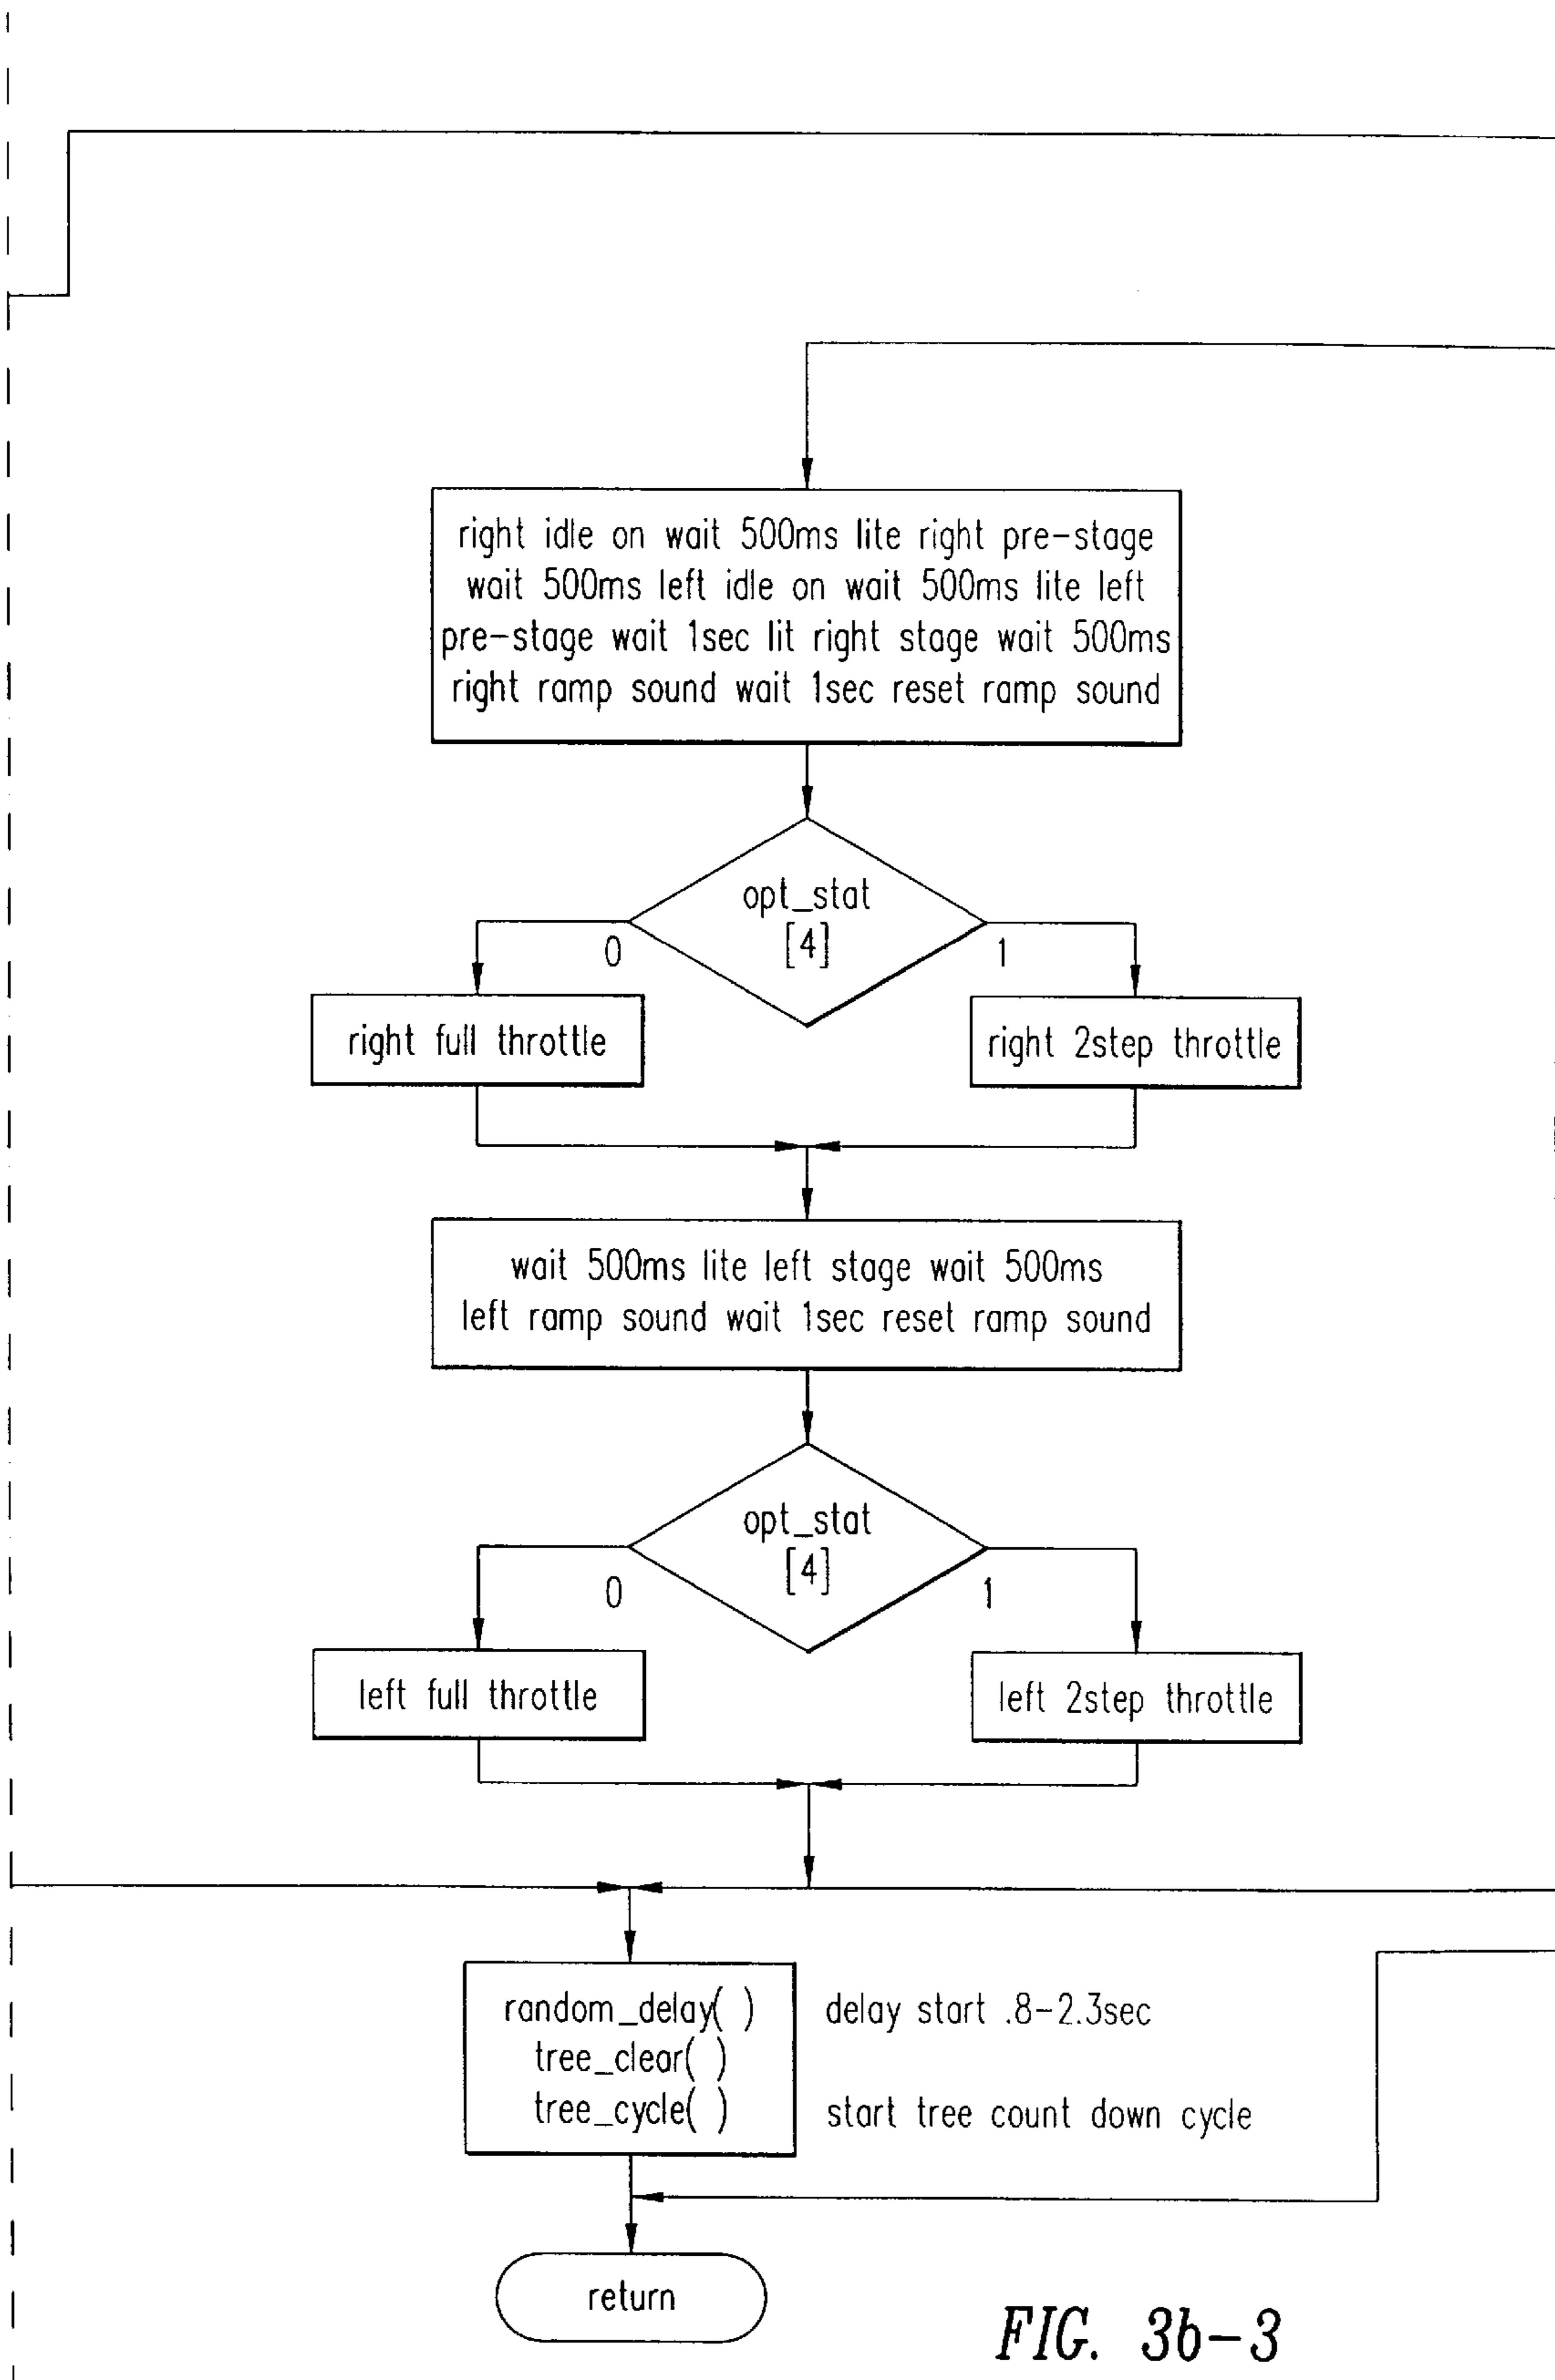 right idle on wait 500ms lite right pre-stage
wait 500ms left idle on wait 500ms lite left
pre-stage wait 1sec lit right stage wait 500ms
right ramp sound wait 1sec reset ramp sound
opt_stat
[4]
0
1
right full throttle
right 2step throttle
wait 500ms lite left stage wait 500ms
left ramp sound wait 1sec reset ramp sound
opt_stat
[4]
0
1
left full throttle
left 2step throttle
random_delay( )
delay start .8-2.3sec
tree_clear( )
tree_cycle( )
start tree count down cycle
return
FIG. 3b-3